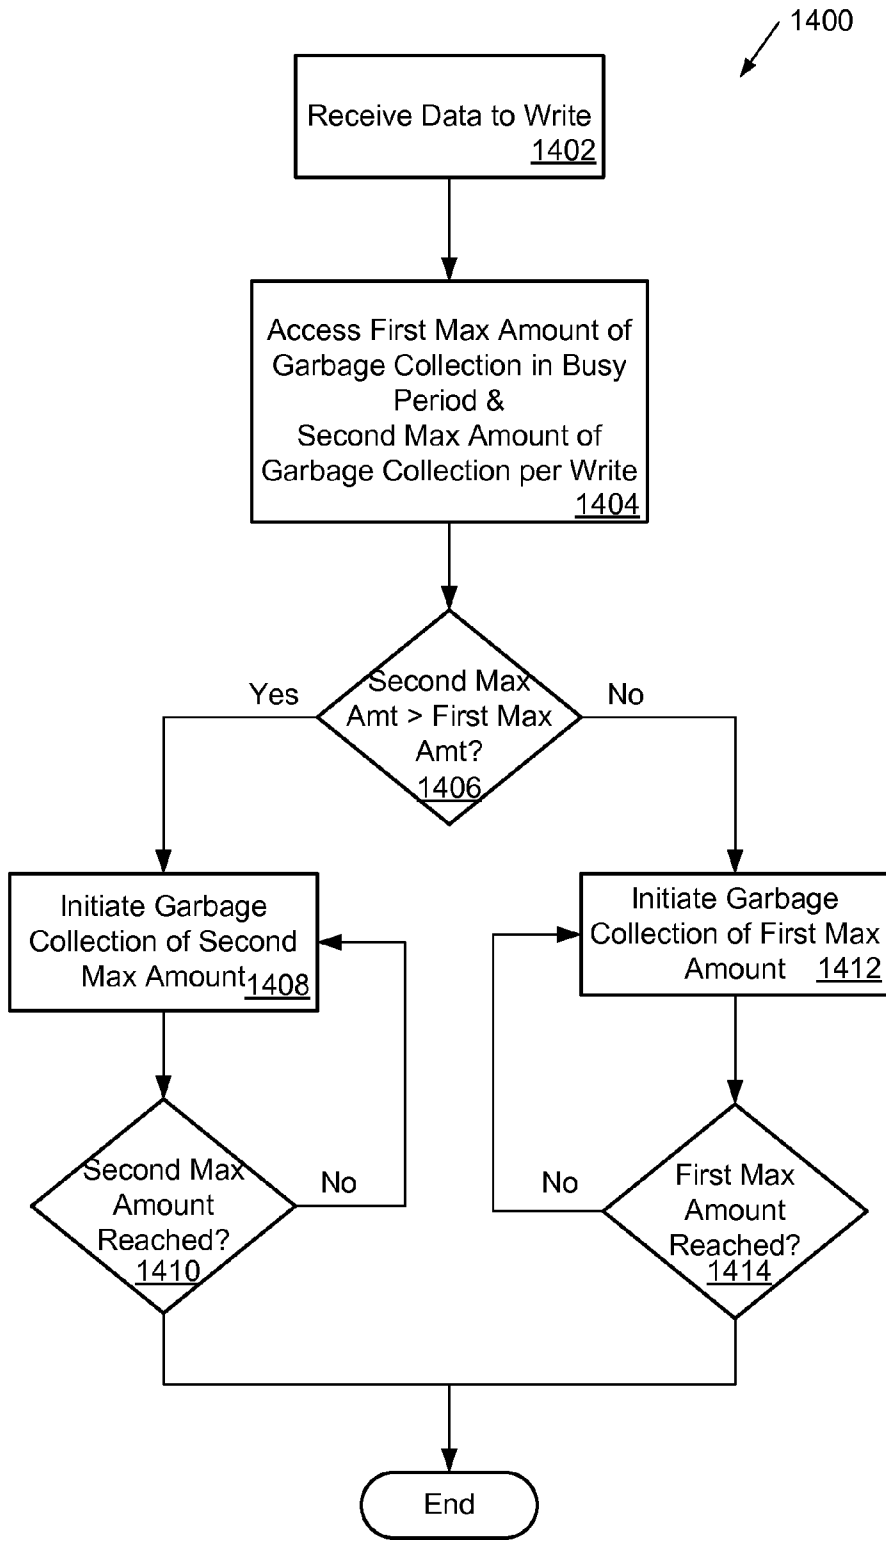 1400
Receive Data to Write
1402
Access First Max Amount of
Garbage Collection in Busy
Period &
Second Max Amount of
Garbage Collection per Write
1404
Yes
Second Max
Amt > First Max
Amt?
1406
No
Initiate Garbage
Collection of Second
Max Amount
1408
Initiate Garbage
Collection of First Max
Amount 1412
Second Max
Amount
Reached?
1410
No
First Max
Amount
Reached?
1414
No
End